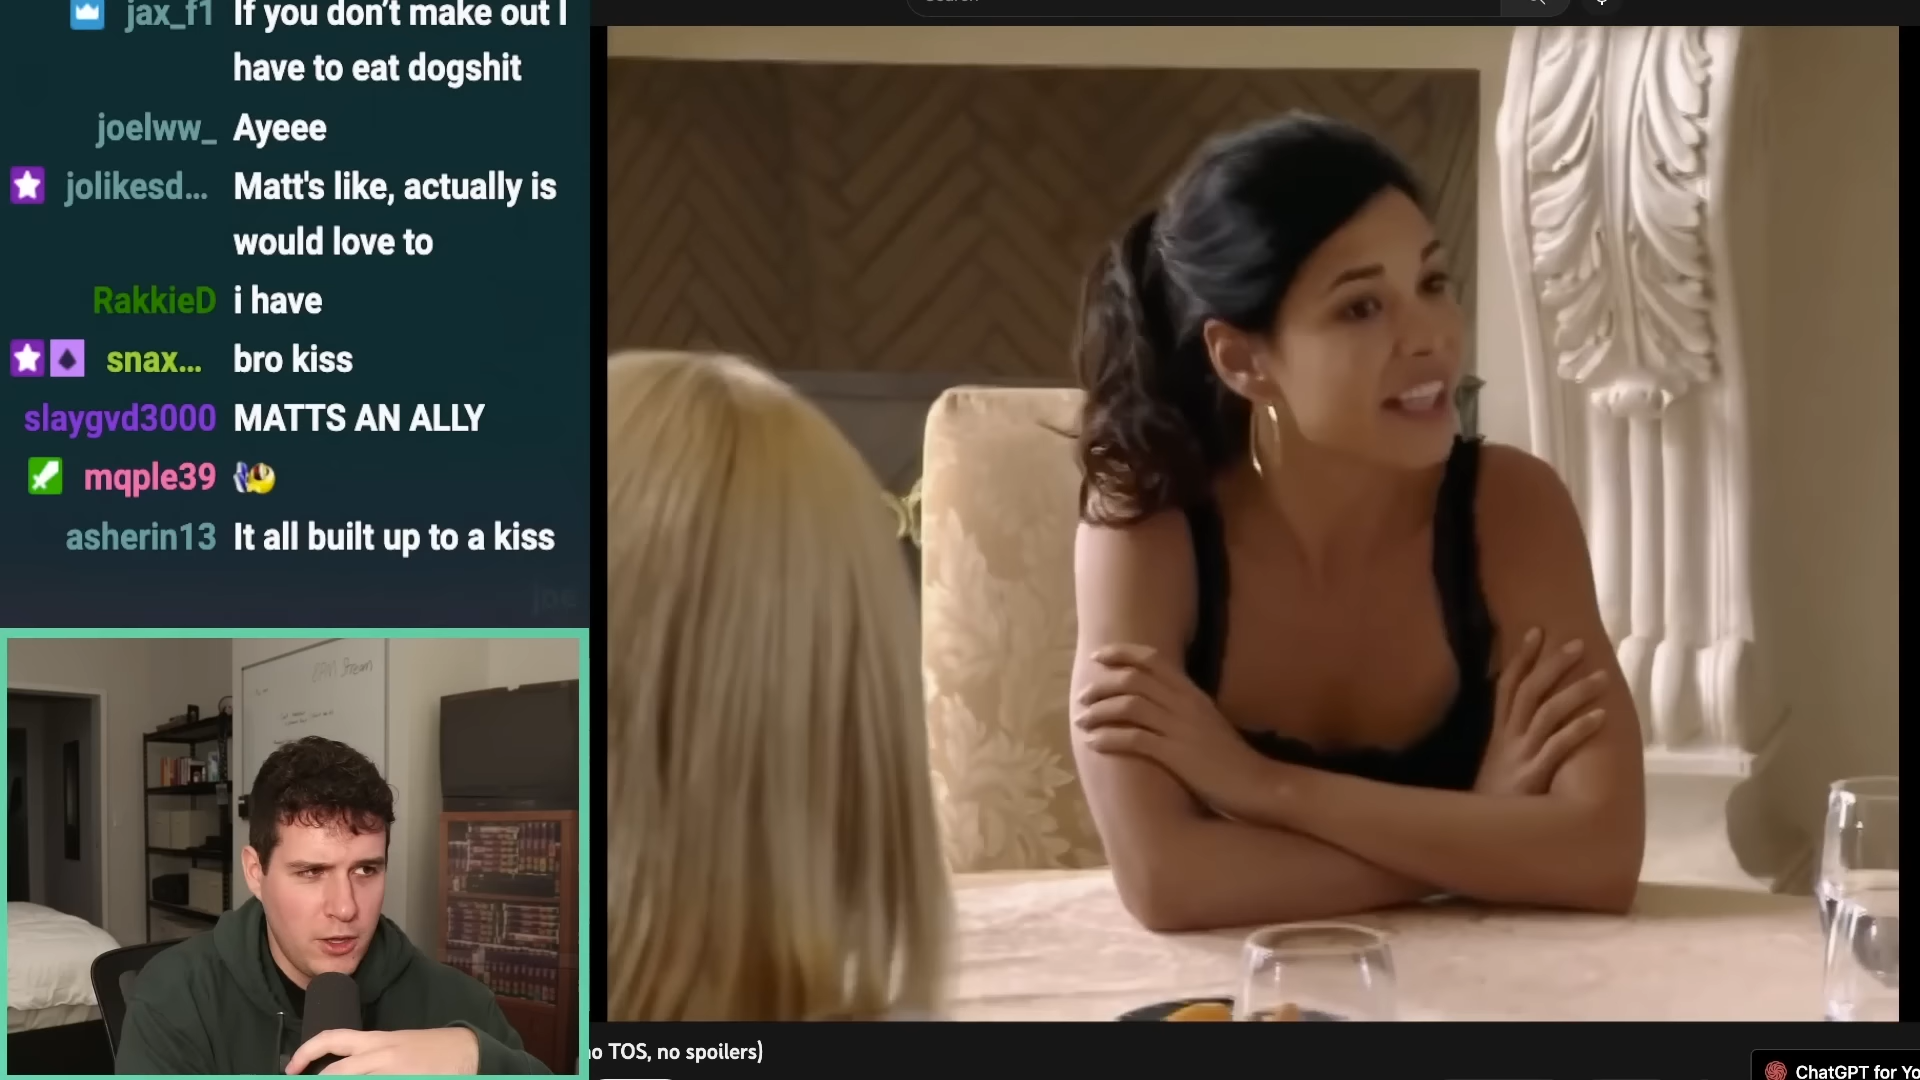 jax_f1 If you don’t make out I
have to eat dogshit
joelww_ Ayeee
jolikesd... Matt's like, actually is
would love to
RakkieD i have
snax... bro kiss
slaygvd3000 MATTS AN ALLY
mqple39
asherin13 It all built up to a kiss
joe
no TOS, no spoilers)
ChatGPT for Yo